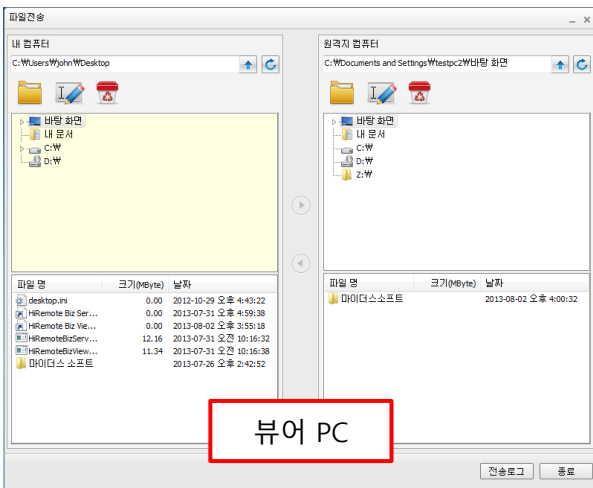 파일전송
내 컴퓨터
C:₩Users₩john₩Desktop
바탕 화면
내 문서
C:₩
D:₩
파일 명 크기(MByte) 날짜
desktop.ini 0.00 2012-10-29 오후 4:43:22
HiRemote Biz Ser... 0.00 2013-07-31 오후 4:59:38
HiRemote Biz Vie... 0.00 2013-08-02 오후 3:55:18
HiRemoteBizServ... 12.16 2013-07-31 오전 10:16:32
HiRemoteBizView... 11.34 2013-07-31 오전 10:16:38
마이더스 소프트 2013-07-26 오후 2:42:52
원격지 컴퓨터
C:₩Documents and Settings₩testpc2₩바탕 화면
바탕 화면
내 문서
C:₩
D:₩
Z:₩
파일 명 크기(MByte) 날짜
마이더스소프트 2013-08-02 오후 4:00:32
뷰어 PC
전송로그 종료